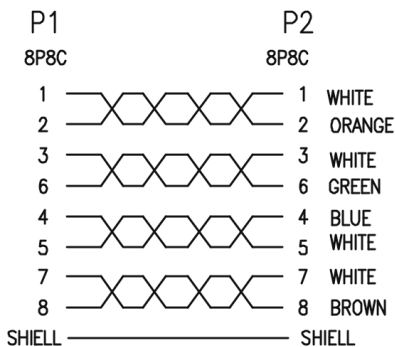 P1 P2
8P8C 8P8C
1 1 WHITE
2 2 ORANGE
3 3 WHITE
6 6 GREEN
4 4 BLUE
5 5 WHITE
7 7 WHITE
8 8 BROWN
SHIELL SHIELL